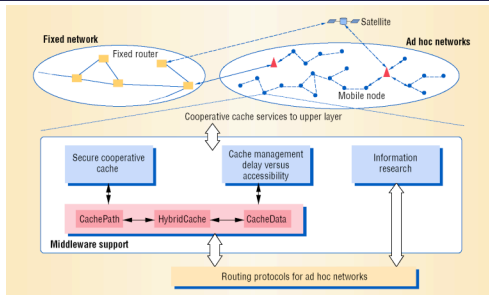 Satellite
Fixed network
Ad hoc networks
Fixed router
Mobile node
Cooperative cache services to upper layer
Secure cooperative
cache
Cache management
delay versus
accessibility
Information
research
CachePath
HybridCache
CacheData
Middleware support
Routing protocols for ad hoc networks